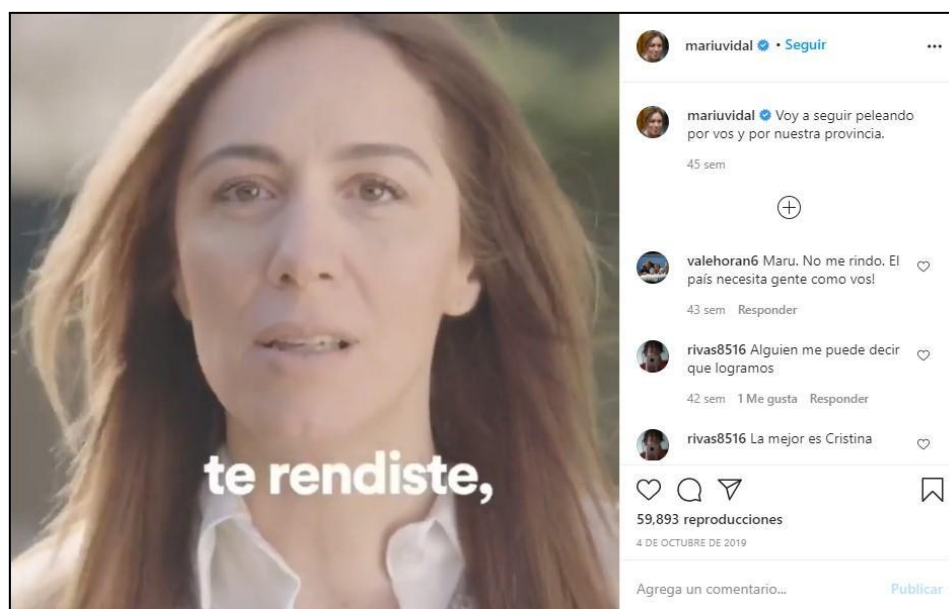 te rendiste,
mariuvidal • Seguir
mariuvidal Voy a seguir peleando
por vos y por nuestra provincia.
45 sem
valehoran6 Maru. No me rindo. El
país necesita gente como vos!
43 sem Responder
rivas8516 Alguien me puede decir
que logramos
42 sem 1 Me gusta Responder
rivas8516 La mejor es Cristina
59,893 reproducciones
4 DE OCTUBRE DE 2019
Agrega un comentario... Publicar